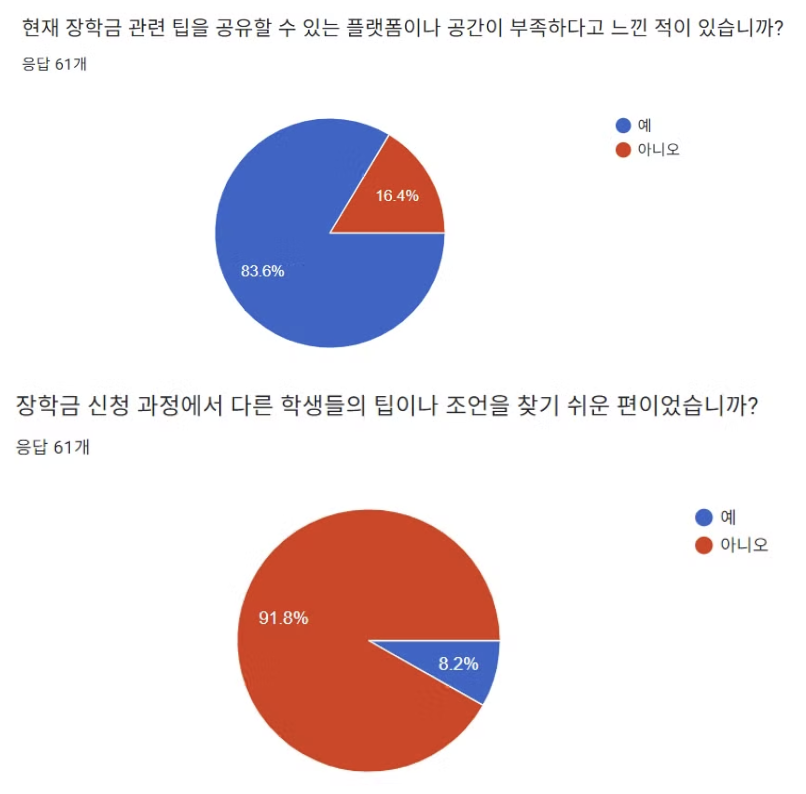 현재 장학금 관련 팁을 공유할 수 있는 플랫폼이나 공간이 부족하다고 느낀 적이 있습니까?
응답 61개
예
아니오
16.4%
83.6%
장학금 신청 과정에서 다른 학생들의 팁이나 조언을 찾기 쉬운 편이었습니까?
응답 61개
예
아니오
91.8%
8.2%